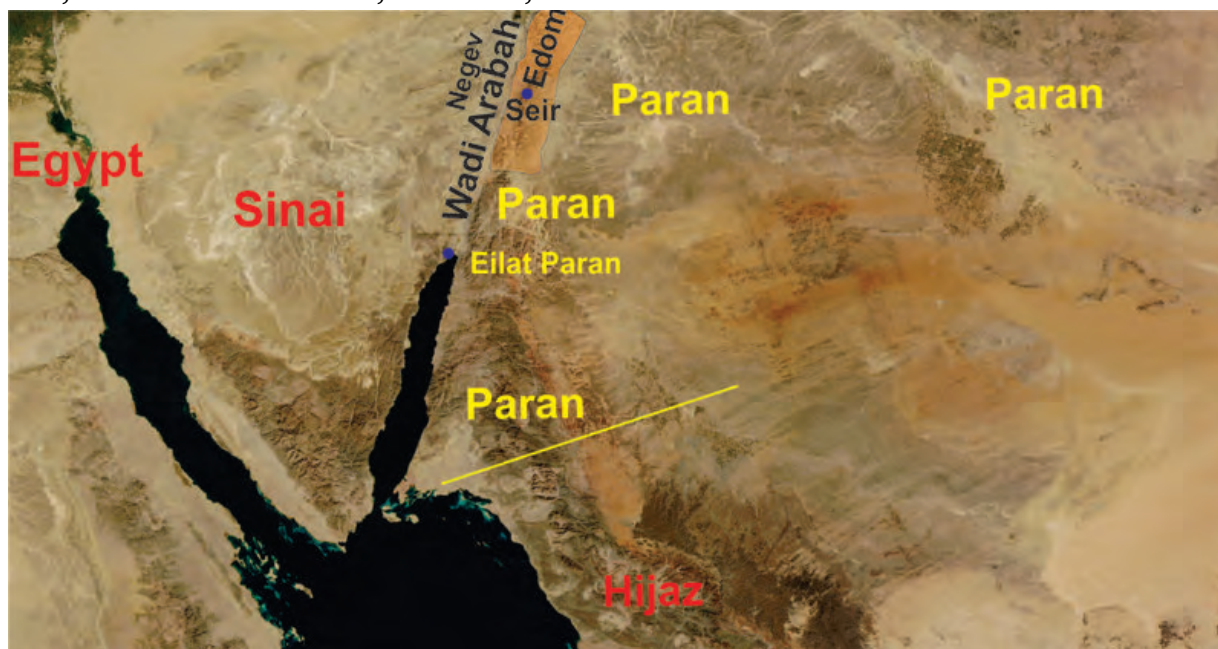 Negev
Wadi Arabah
Edom
Seir
Paran
Paran
Egypt
Sinai
Paran
Eilat Paran
Paran
Hijaz